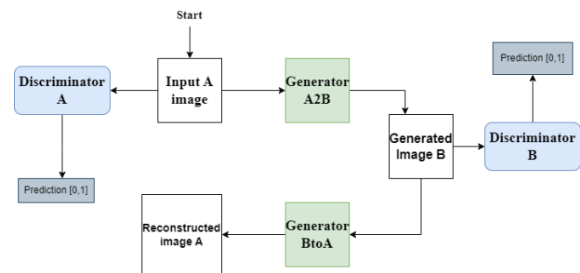 Start
Discriminator
A
Input A
image
Generator
A2B
Prediction [0,1]
Generated
Image B
Discriminator
B
Prediction [0,1]
Reconstructed
image A
Generator
BtoA